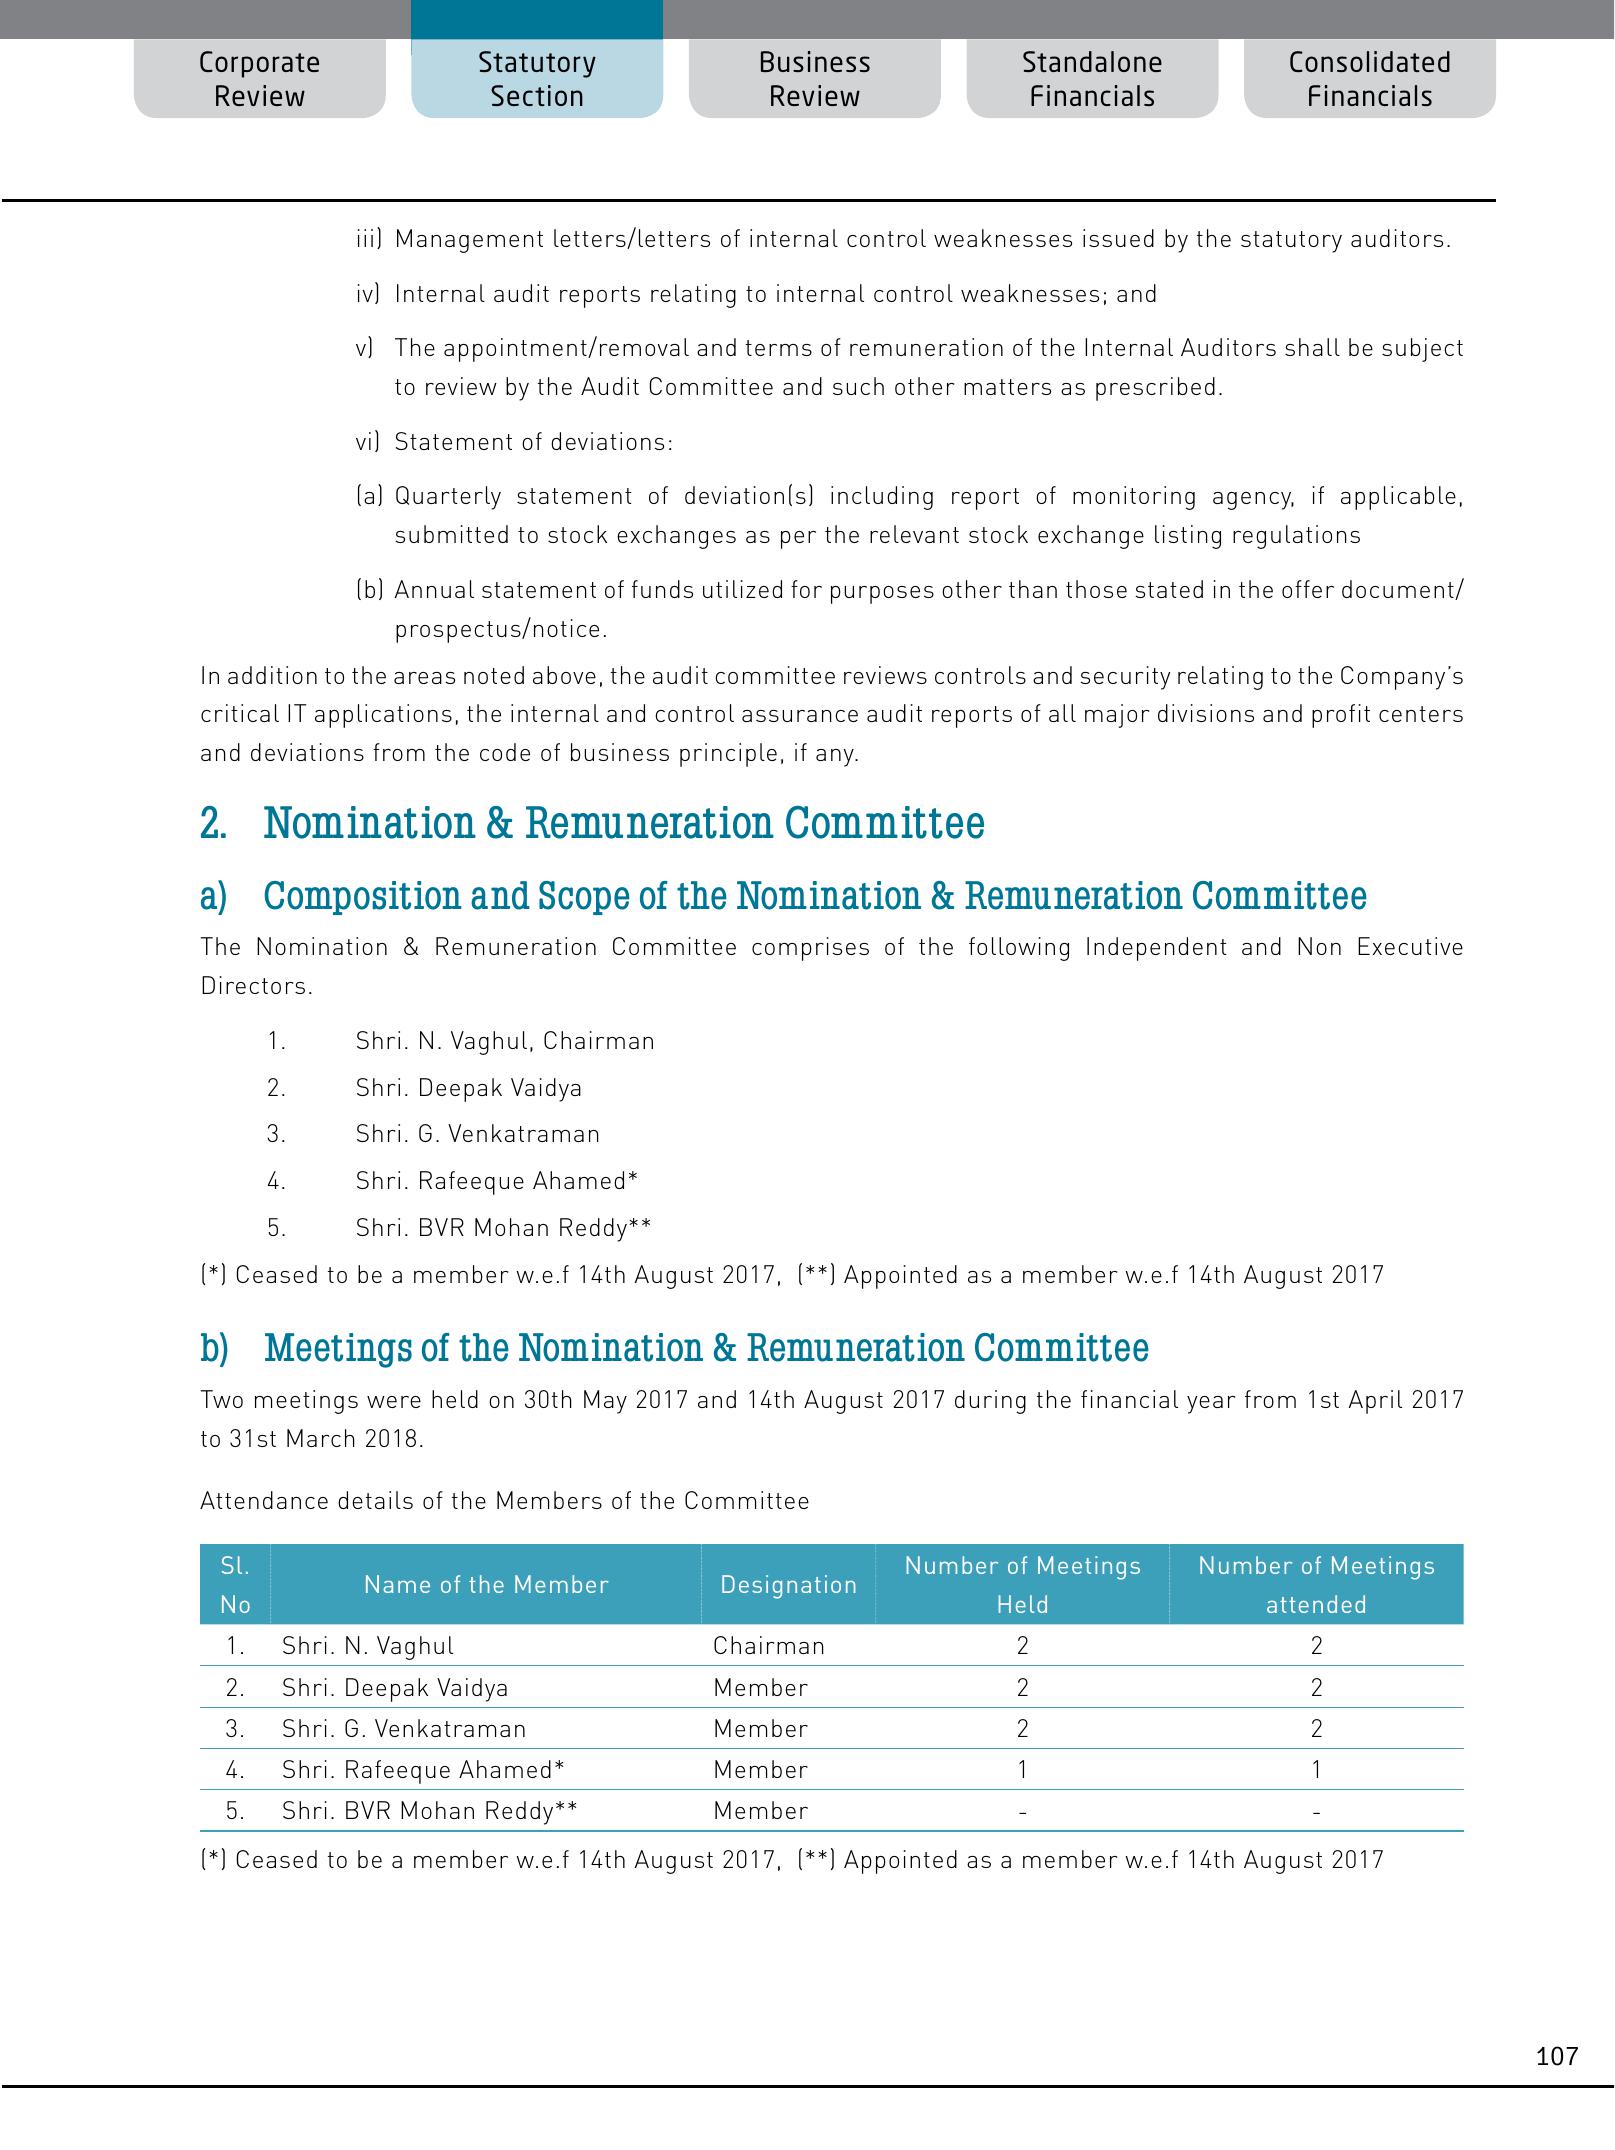 Corporate
Review
Statutory
Section
Business
Review
Standalone
Financials
Consolidated
Financials
iii) Management letters/letters of internal control weaknesses issued by the statutory auditors.
iv) Internal audit reports relating to internal control weaknesses; and
v) The appointment/removal and terms of remuneration of the Internal Auditors shall be subject
to review by the Audit Committee and such other matters as prescribed.
vi) Statement of deviations:
(a) Quarterly statement of deviation(s) including report of monitoring agency, if applicable,
submitted to stock exchanges as per the relevant stock exchange listing regulations
(b) Annual statement of funds utilized for purposes other than those stated in the offer document/
prospectus/notice.
In addition to the areas noted above, the audit committee reviews controls and security relating to the Company's
critical IT applications, the internal and control assurance audit reports of all major divisions and profit centers
and deviations from the code of business principle, if any.
2. Nomination & Remuneration Committee
a) Composition and Scope of the Nomination & Remuneration Committee
The Nomination & Remuneration Committee comprises of the following Independent and Non Executive
Directors.
1. Shri. N. Vaghul, Chairman
2. Shri. Deepak Vaidya
3. Shri. G. Venkatraman
4. Shri. Rafeeque Ahamed*
5. Shri. BVR Mohan Reddy**
(*) Ceased to be a member w.e.f 14th August 2017, (**) Appointed as a member w.e.f 14th August 2017
b) Meetings of the Nomination & Remuneration Committee
Two meetings were held on 30th May 2017 and 14th August 2017 during the financial year from 1st April 2017
to 31st March 2018.
Attendance details of the Members of the Committee
Sl.
No
Name of the Member
Designation
Number of Meetings
Held
Number of Meetings
attended
1. Shri. N. Vaghul Chairman 2 2
2. Shri. Deepak Vaidya Member 2 2
3. Shri. G. Venkatraman Member 2 2
4. Shri. Rafeeque Ahamed* Member 1 1
5. Shri. BVR Mohan Reddy** Member - -
(*) Ceased to be a member w.e.f 14th August 2017, (**) Appointed as a member w.e.f 14th August 2017
107